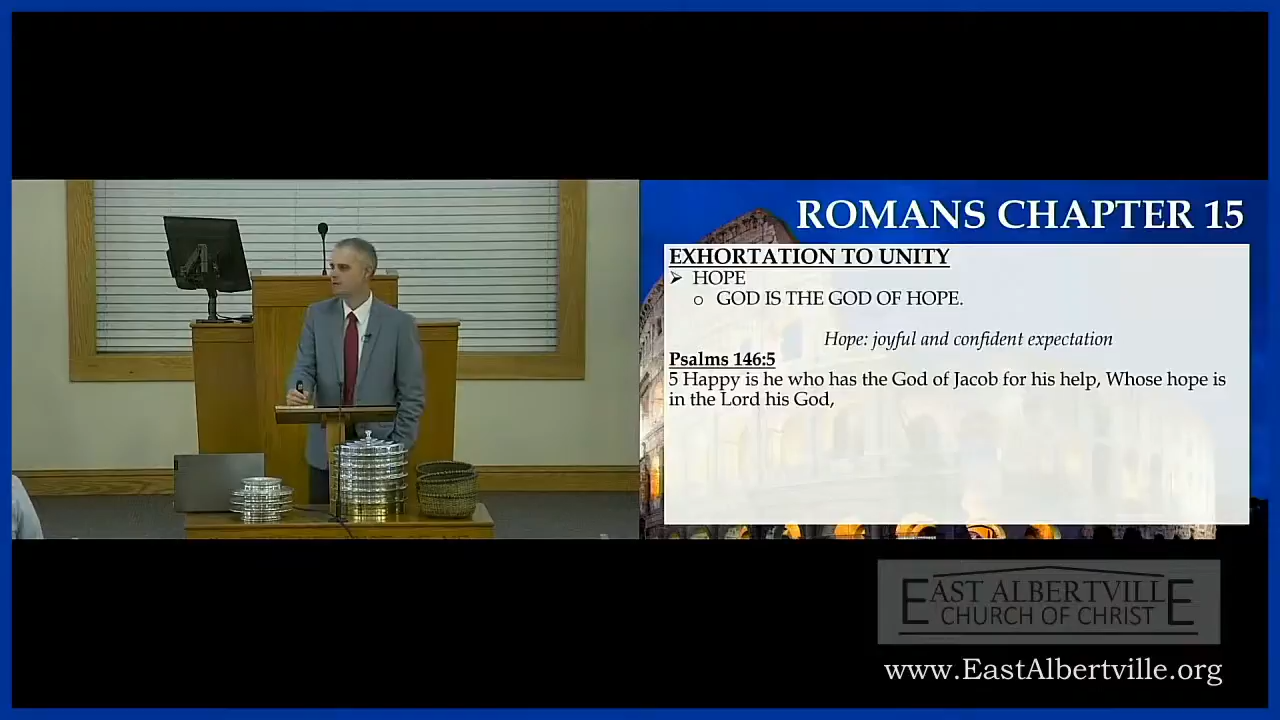 ROMANS CHAPTER 15
EXHORTATION TO UNITY
➢ HOPE
o GOD IS THE GOD OF HOPE.
Hope: joyful and confident expectation
Psalms 146:5
5 Happy is he who has the God of Jacob for his help, Whose hope is
in the Lord his God,
EAST ALBERTVILLE
CHURCH OF CHRIST
www.EastAlbertville.org